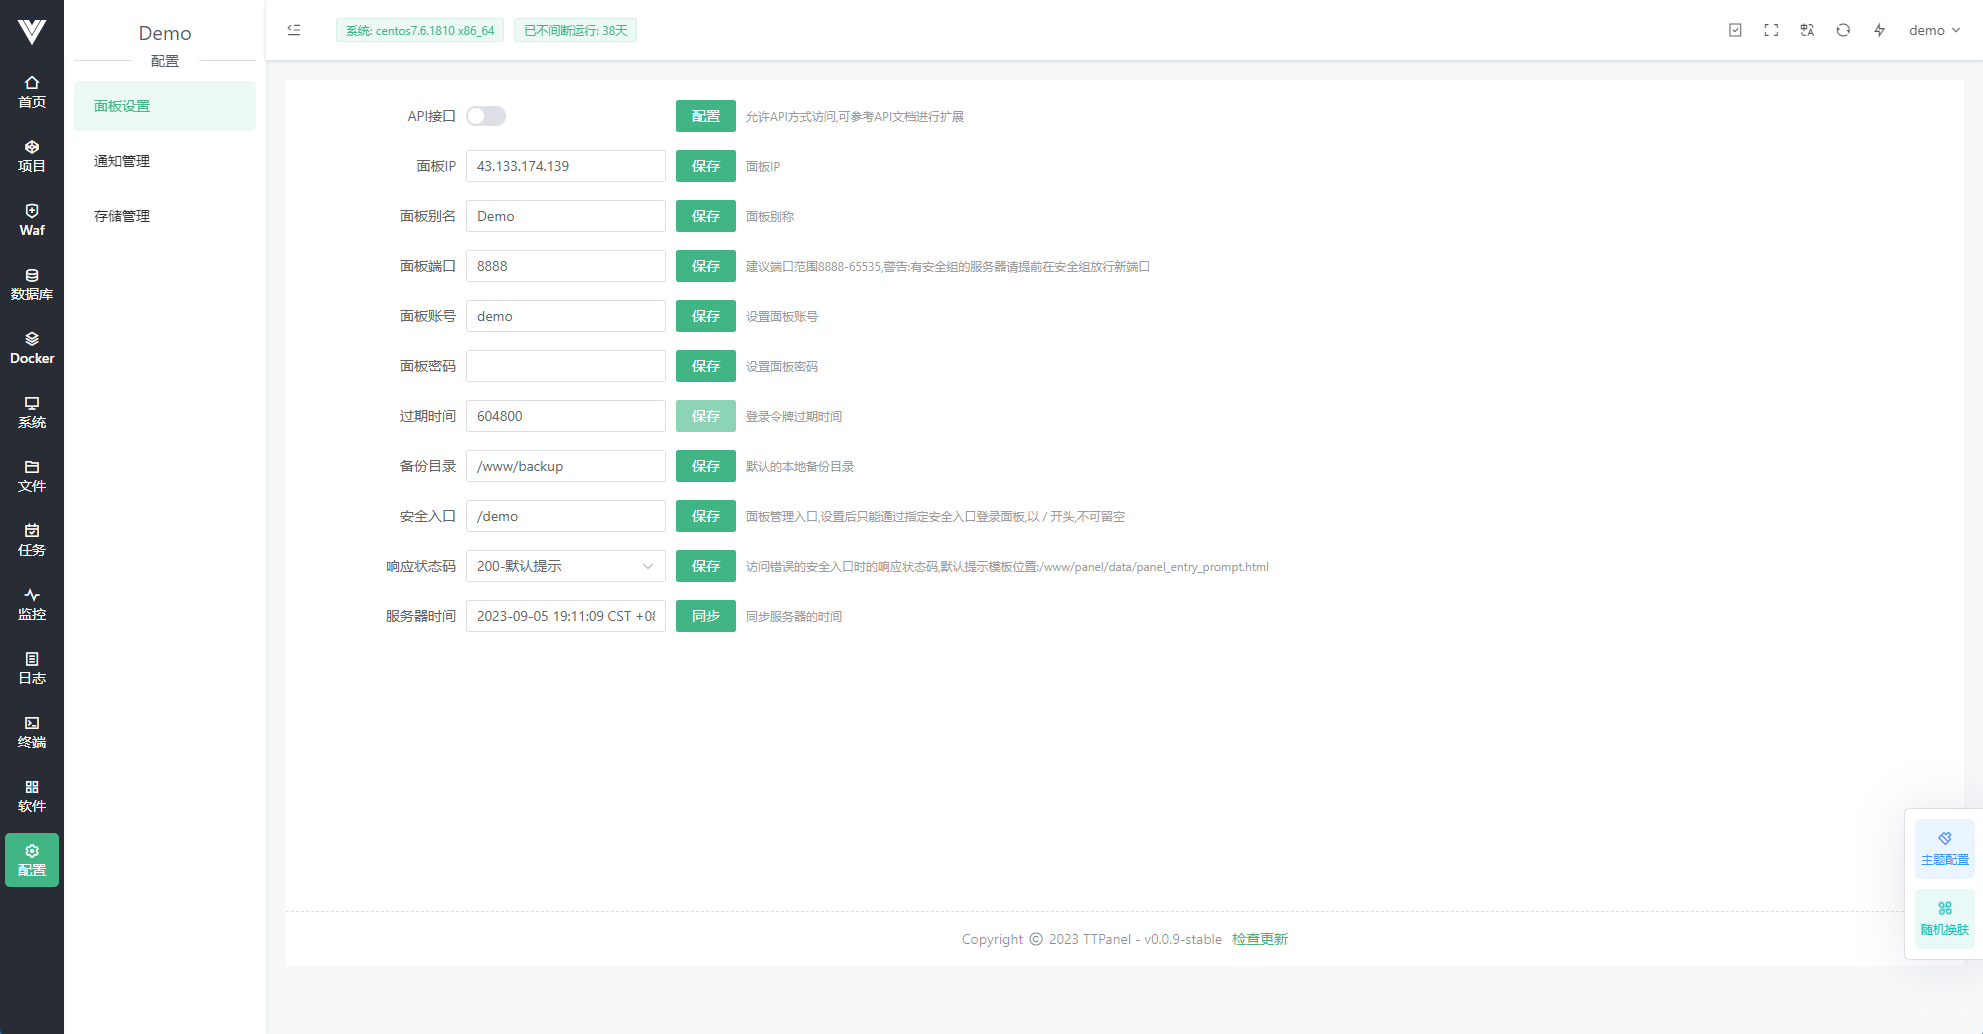 首页
项目
Waf
数据库
Docker
系统
文件
任务
监控
日志
终端
软件
配置
Demo
配置
面板设置
通知管理
存储管理
系统: centos7.6.1810 x86_64
已不间断运行: 38天
demo
API接口 配置 允许API方式访问,可参考API文档进行扩展
面板IP 43.133.174.139 保存 面板IP
面板别名 Demo 保存 面板别称
面板端口 8888 保存 建议端口范围8888-65535,警告:有安全组的服务器请提前在安全组放行新端口
面板账号 demo 保存 设置面板账号
面板密码 保存 设置面板密码
过期时间 604800 保存 登录令牌过期时间
备份目录 /www/backup 保存 默认的本地备份目录
安全入口 /demo 保存 面板管理入口,设置后只能通过指定安全入口登录面板,以 / 开头,不可留空
响应状态码 200-默认提示 保存 访问错误的安全入口时的响应状态码,默认提示模板位置:/www/panel/data/panel_entry_prompt.html
服务器时间 2023-09-05 19:11:09 CST +08 同步 同步服务器的时间
主题配置
随机换肤
Copyright © 2023 TTPanel - v0.0.9-stable 检查更新